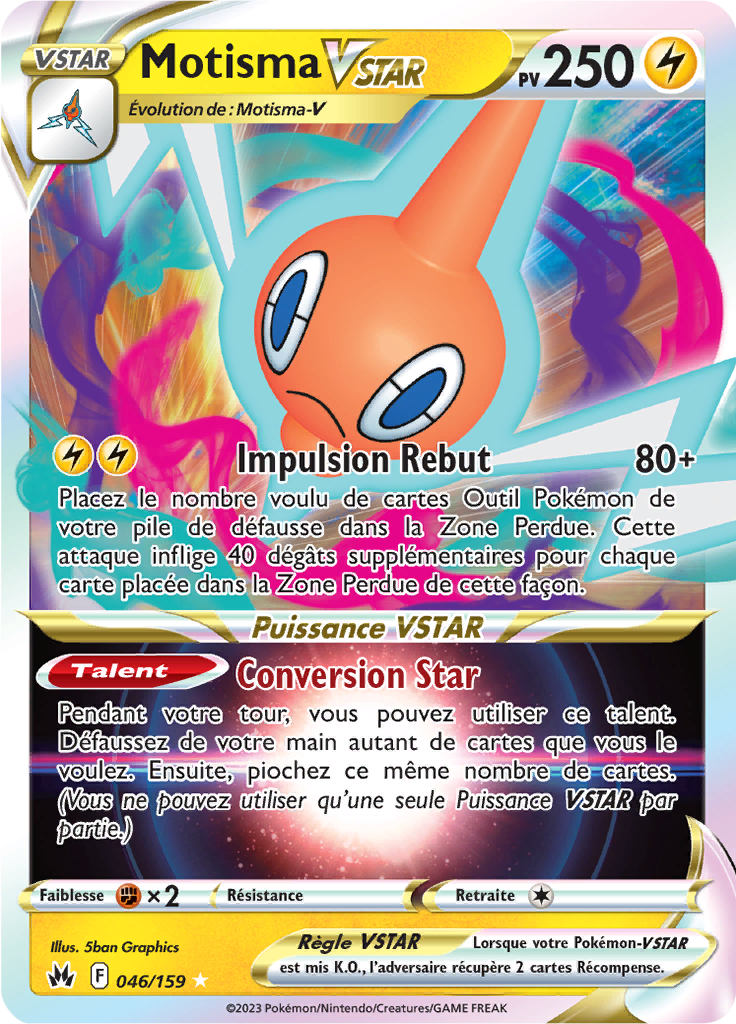 VSTAR
Motisma VSTAR
PV 250
Évolution de : Motisma-V
Impulsion Rebut 80+
Placez le nombre voulu de cartes Outil Pokémon de
votre pile de défausse dans la Zone Perdue. Cette
attaque inflige 40 dégâts supplémentaires pour chaque
carte placée dans la Zone Perdue de cette façon.
Puissance VSTAR
Talent Conversion Star
Pendant votre tour, vous pouvez utiliser ce talent.
Défaussez de votre main autant de cartes que vous le
voulez. Ensuite, piochez ce même nombre de cartes.
(Vous ne pouvez utiliser qu'une seule Puissance VSTAR par
partie.)
Faiblesse ×2 Résistance Retraite
Illus. 5ban Graphics
F 046/159
Règle VSTAR Lorsque votre Pokémon-VSTAR
est mis K.O., l'adversaire récupère 2 cartes Récompense.
©2023 Pokémon/Nintendo/Creatures/GAME FREAK